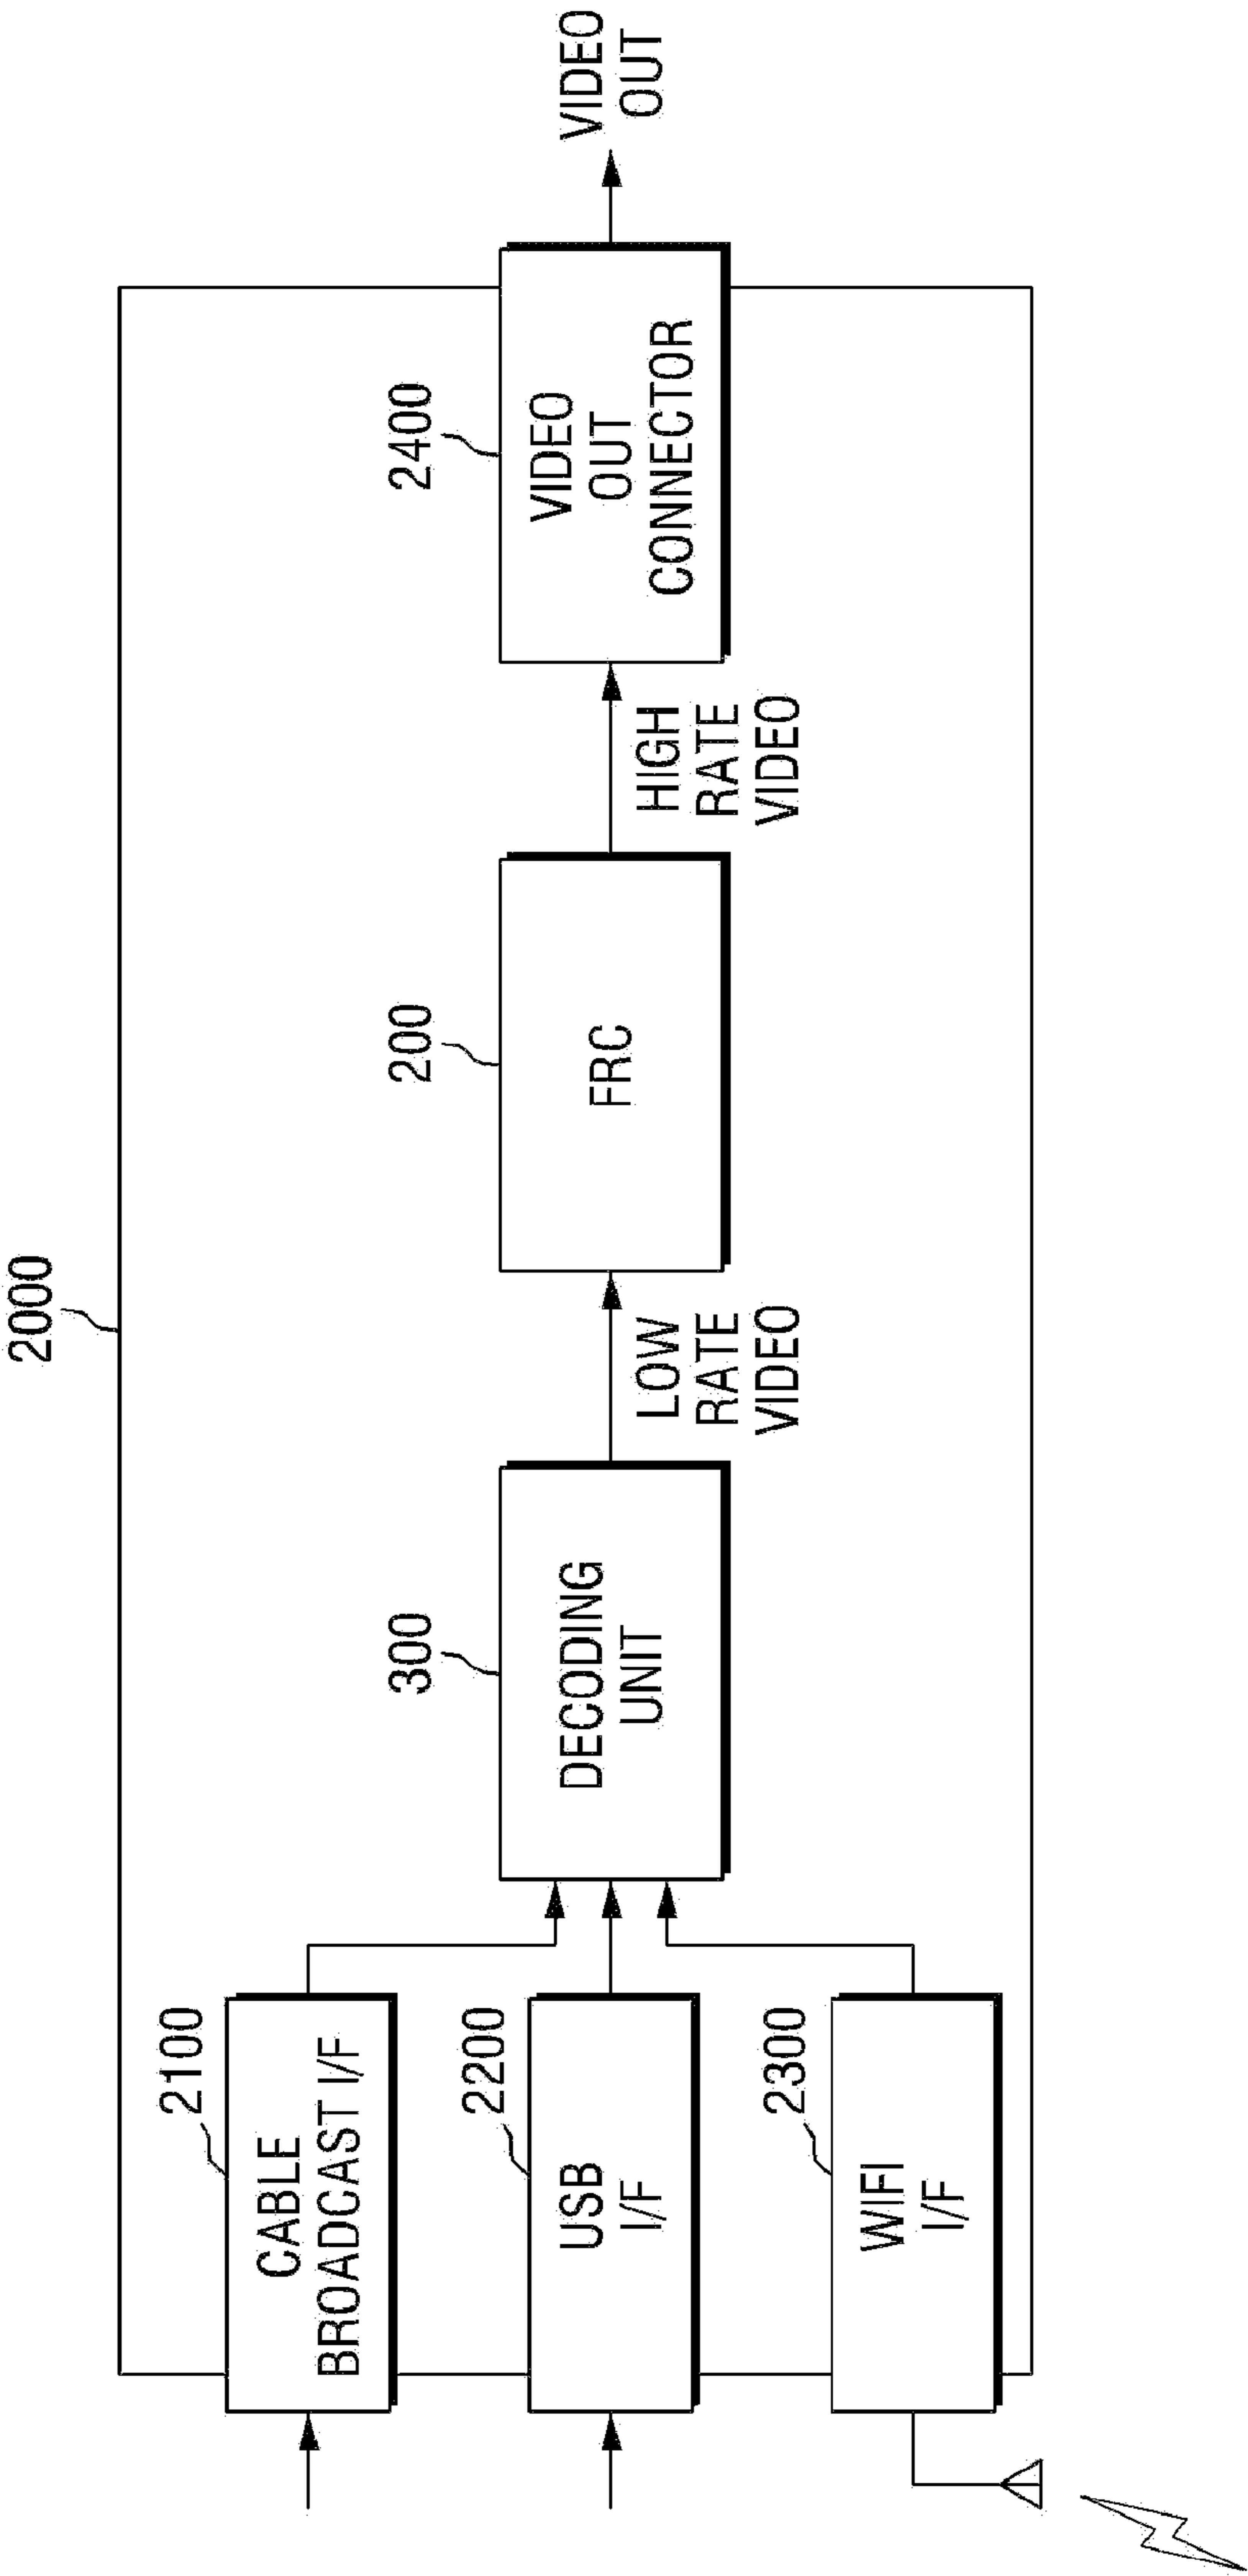 2000
2100
CABLE
BROADCAST I/F
2200
USB
I/F
2300
WIFI
I/F
300
DECODING
UNIT
LOW
RATE
VIDEO
200
FRC
HIGH
RATE
VIDEO
2400
VIDEO
OUT
CONNECTOR
VIDEO
OUT